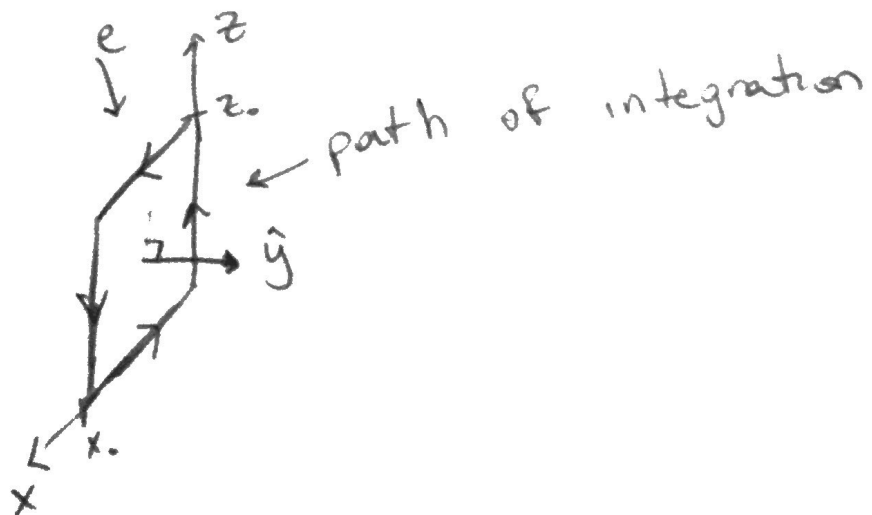 e
z
z.
path of integration
ŷ
x.
x